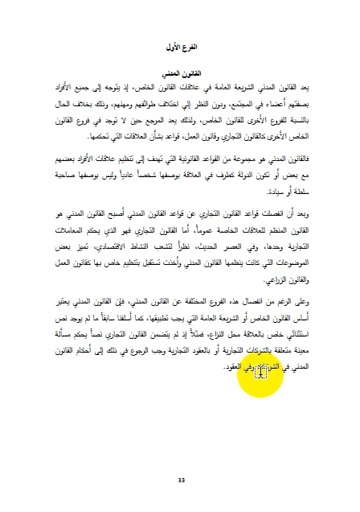 الفرع الأول
القانون المدني
يعد القانون المدني الشريعة العامة في علاقات القانون الخاص، إذ يتوجه إلى جميع الأفراد
بصفتهم أعضاء في المجتمع، ودون النظر إلي اختلاف طوائفهم ومهنهم، وذلك بخلاف الحال
بالنسبة للفروع الأخرى للقانون الخاص، ولذلك يعد المرجع حين لا توجد في فروع القانون
الخاص الأخرى كالقانون التجاري وقانون العمل، قواعد بشأن العلاقات التي تحكمها.
فالقانون المدني هو مجموعة من القواعد القانونية التي تهدف إلى تنظيم علاقات الأفراد بعضهم
مع بعض أو تكون الدولة كطرف في العلاقة بوصفها شخصاً عادياً وليس بوصفها صاحبة
سلطة أو سيادة.
وبعد أن انفصلت قواعد القانون التجاري عن قواعد القانون المدني أصبح القانون المدني هو
القانون المنظم للعلاقات الخاصة عموماً، أما القانون التجاري فهو الذي يحكم المعاملات
التجارية وحدها، وفي العصر الحديث، نظراً لتشعب النشاط الاقتصادي، تميز بعض
الموضوعات التي كانت ينظمها القانون المدني وأخذت تستقل بتنظيم خاص بها كقانون العمل
والقانون الزراعي.
وعلى الرغم من انفصال هذه الفروع المختلفة عن القانون المدني، فإن القانون المدني يعتبر
أساس القانون الخاص أو الشريعة العامة التي يجب تطبيقها، كما أسلفنا سابقاً ما لم يوجد نص
استثنائي خاص بالعلاقة محل النزاع، فمثلاً إذ لم يتضمن القانون التجاري نصاً يحكم مسألة
معينة متعلقة بالشركات التجارية أو بالعقود التجارية وجب الرجوع في ذلك إلى أحكام القانون
المدني في الشركات وفي العقود.
33